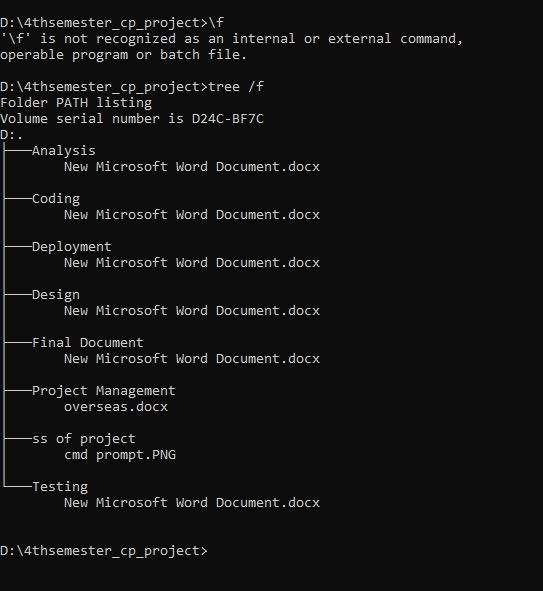 D:\4thsemester_cp_project>\f
'\f' is not recognized as an internal or external command,
operable program or batch file.
D:\4thsemester_cp_project>tree /f
Folder PATH listing
Volume serial number is D24C-BF7C
D:.
├───Analysis
│       New Microsoft Word Document.docx
│
├───Coding
│       New Microsoft Word Document.docx
│
├───Deployment
│       New Microsoft Word Document.docx
│
├───Design
│       New Microsoft Word Document.docx
│
├───Final Document
│       New Microsoft Word Document.docx
│
├───Project Management
│       overseas.docx
│
├───ss of project
│       cmd prompt.PNG
│
└───Testing
        New Microsoft Word Document.docx
D:\4thsemester_cp_project>